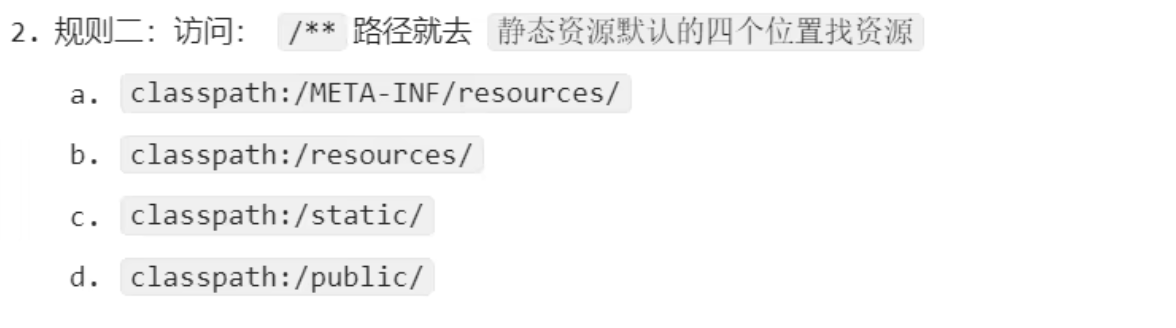 2. 规则二：访问： /** 路径就去 静态资源默认的四个位置找资源
a. classpath:/META-INF/resources/
b. classpath:/resources/
c. classpath:/static/
d. classpath:/public/